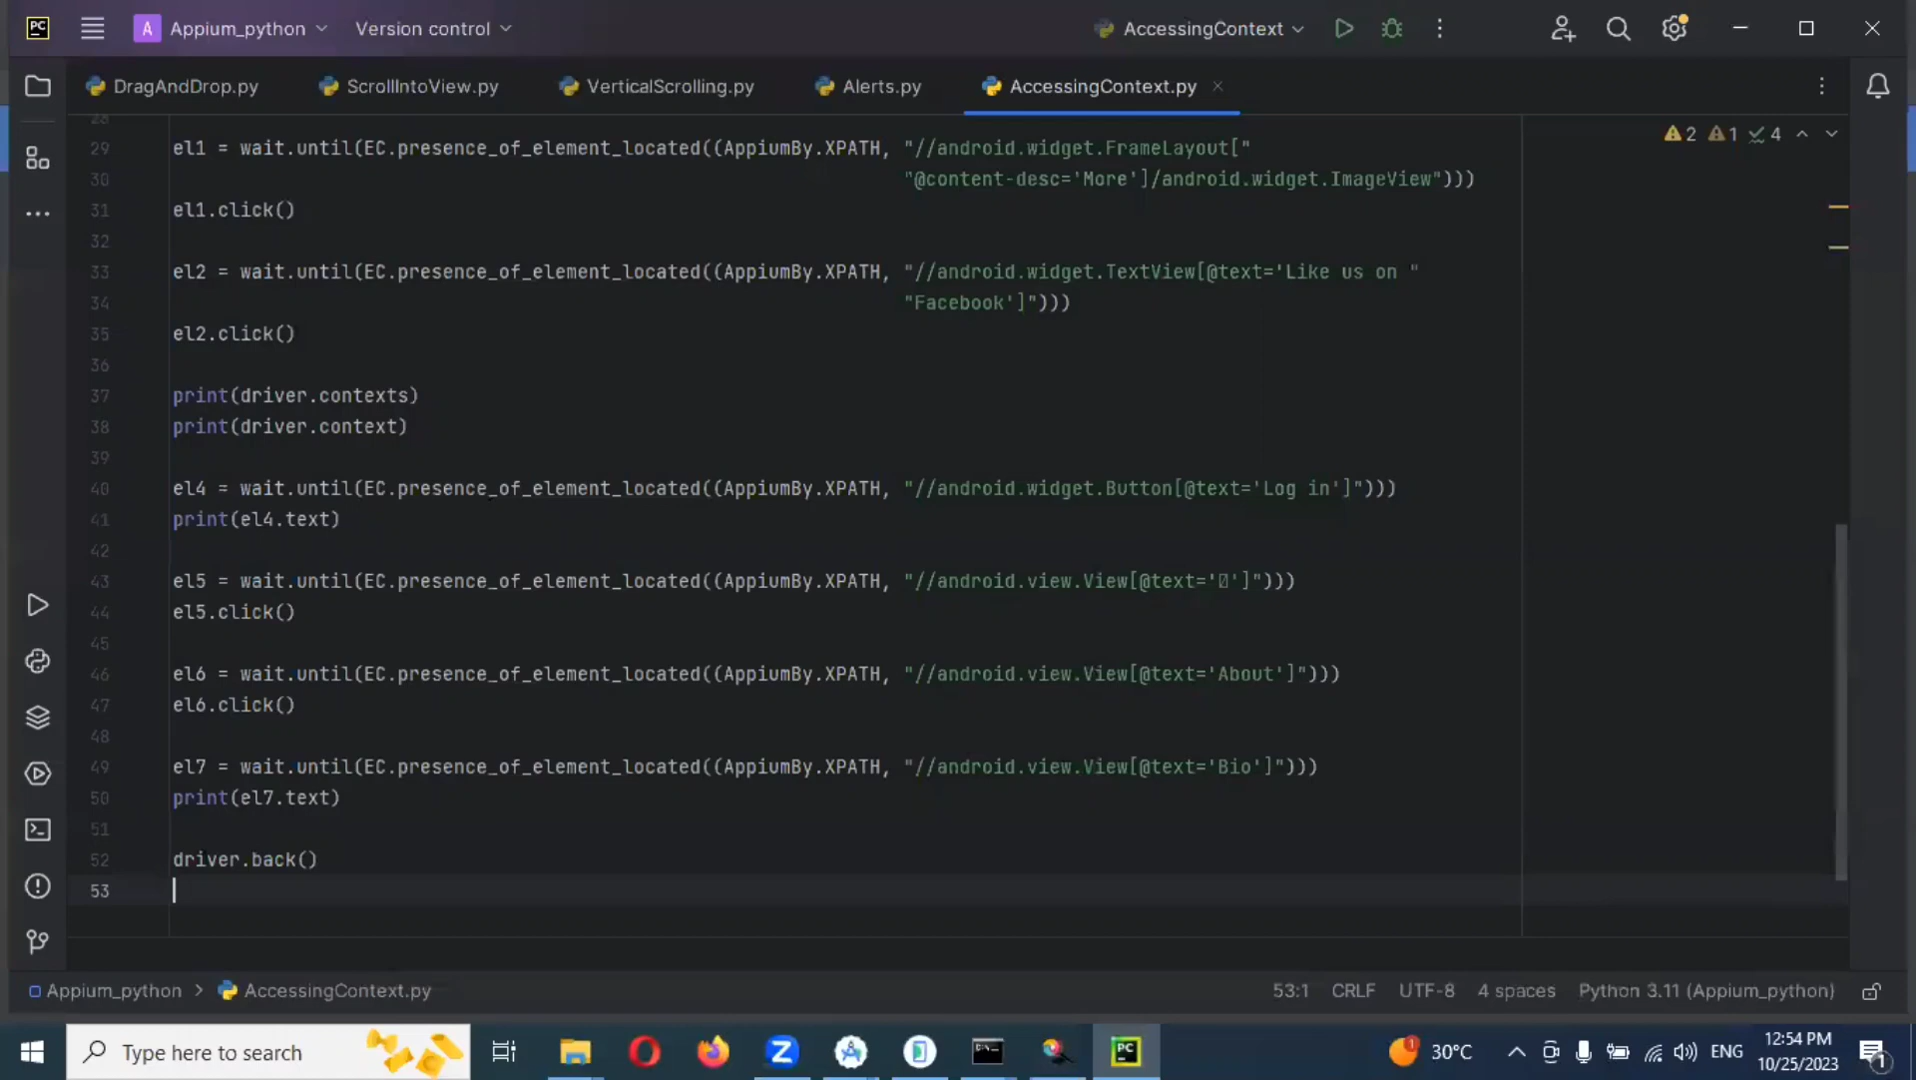 PC
A Appium_python
Version control
AccessingContext
DragAndDrop.py
ScrollIntoView.py
VerticalScrolling.py
Alerts.py
AccessingContext.py
2 1 4
28
29 el1 = wait.until(EC.presence_of_element_located((AppiumBy.XPATH, "//android.widget.FrameLayout["
30 "@content-desc='More']/android.widget.ImageView")))
31 el1.click()
32
33 el2 = wait.until(EC.presence_of_element_located((AppiumBy.XPATH, "//android.widget.TextView[@text='Like us on "
34 "Facebook']")))
35 el2.click()
36
37 print(driver.contexts)
38 print(driver.context)
39
40 el4 = wait.until(EC.presence_of_element_located((AppiumBy.XPATH, "//android.widget.Button[@text='Log in']")))
41 print(el4.text)
42
43 el5 = wait.until(EC.presence_of_element_located((AppiumBy.XPATH, "//android.view.View[@text='']")))
44 el5.click()
45
46 el6 = wait.until(EC.presence_of_element_located((AppiumBy.XPATH, "//android.view.View[@text='About']")))
47 el6.click()
48
49 el7 = wait.until(EC.presence_of_element_located((AppiumBy.XPATH, "//android.view.View[@text='Bio']")))
50 print(el7.text)
51
52 driver.back()
53
Appium_python > AccessingContext.py
53:1 CRLF UTF-8 4 spaces Python 3.11 (Appium_python)
Type here to search
PC
30°C
ENG
12:54 PM
10/25/2023
1